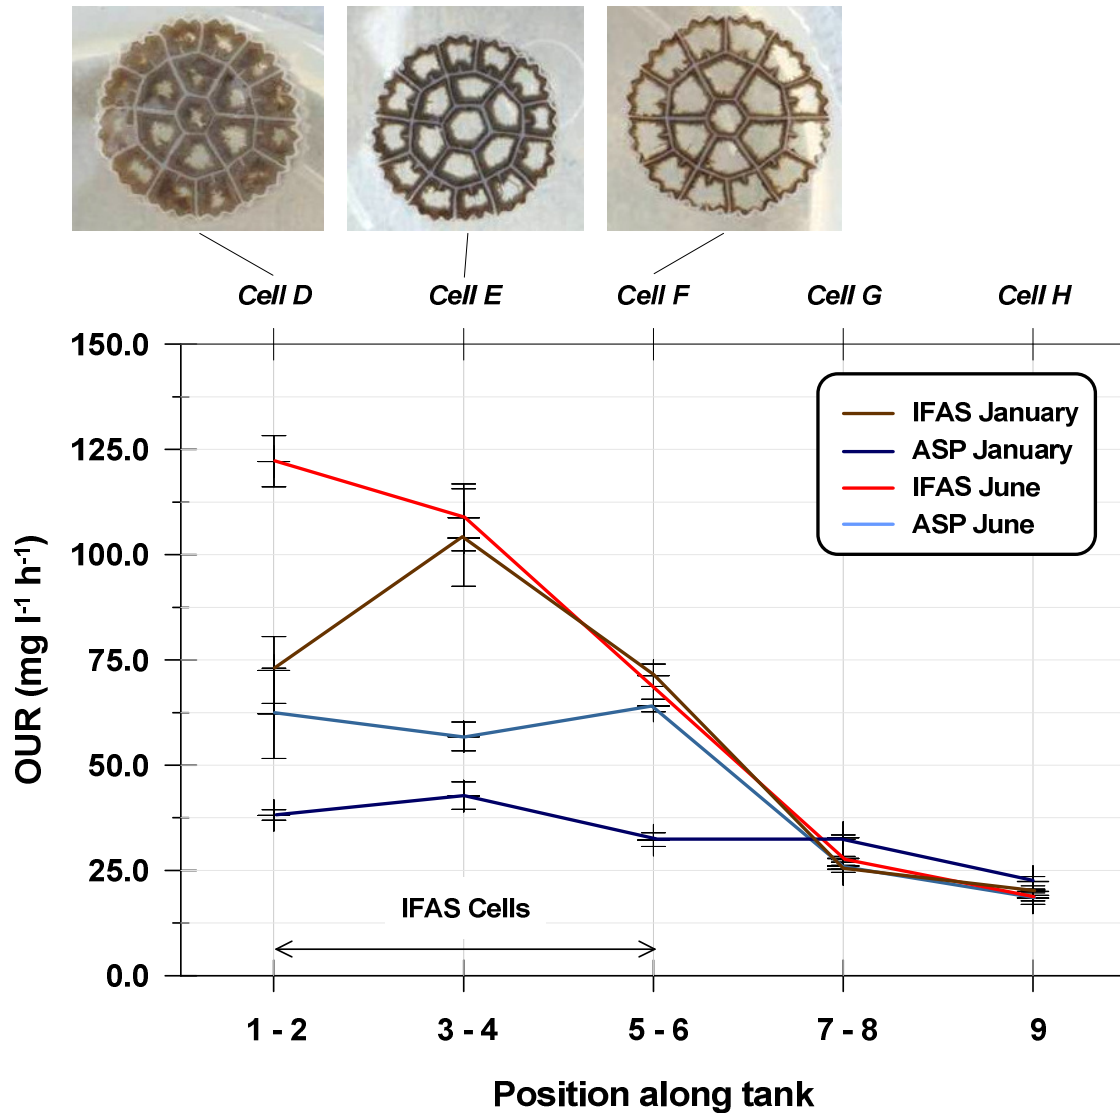 Cell D Cell E Cell F Cell G Cell H
150.0
125.0
100.0
75.0
50.0
25.0
0.0
OUR (mg l⁻¹ h⁻¹)
IFAS January
ASP January
IFAS June
ASP June
IFAS Cells
1 - 2 3 - 4 5 - 6 7 - 8 9
Position along tank